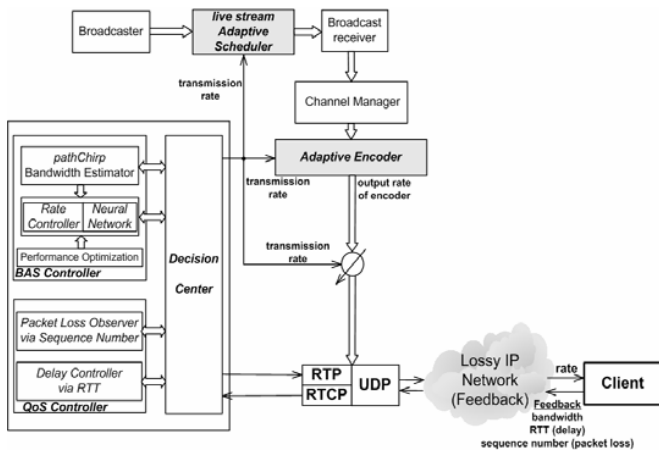 Broadcaster
live stream
Adaptive
Scheduler
Broadcast
receiver
transmission
rate
Channel Manager
pathChirp
Bandwidth Estimator
Adaptive Encoder
transmission
rate
output rate
of encoder
Rate
Controller
Neural
Network
Performance Optimization
BAS Controller
Decision
Center
transmission
rate
Packet Loss Observer
via Sequence Number
Delay Controller
via RTT
QoS Controller
RTP
RTCP
UDP
Lossy IP
Network
(Feedback)
rate
Client
Feedback
bandwidth
RTT (delay)
sequence number (packet loss)